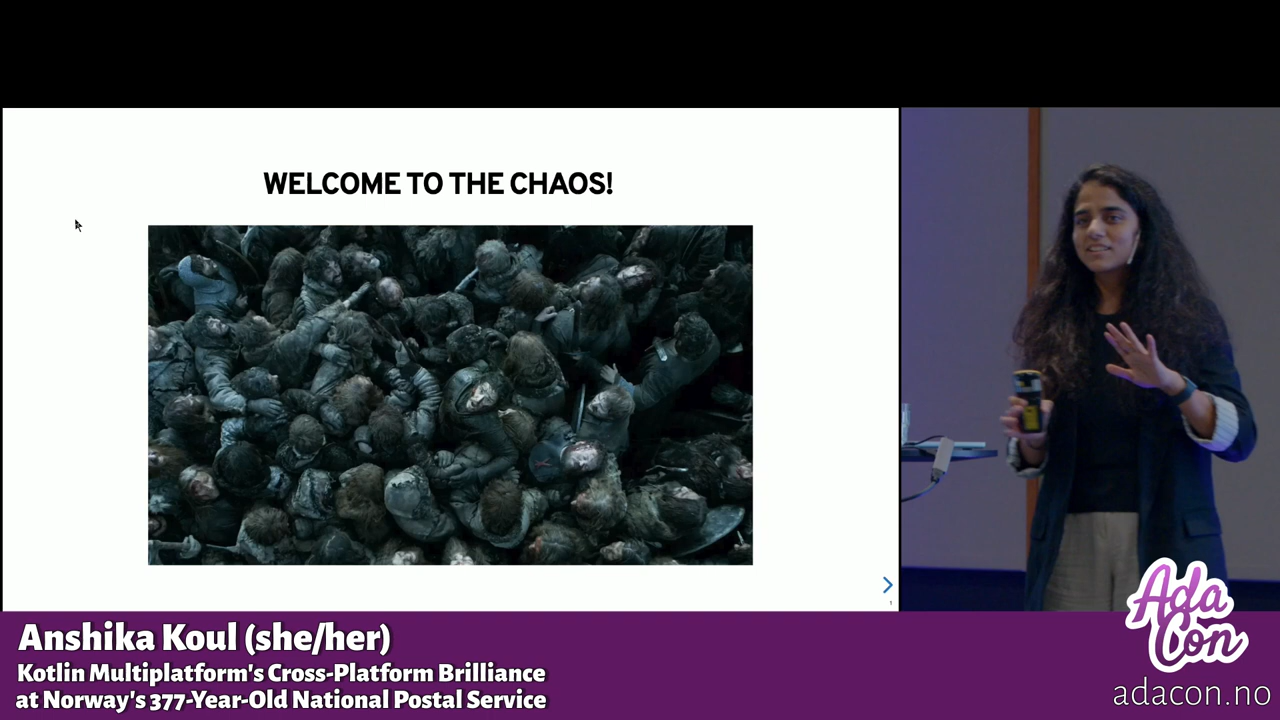 WELCOME TO THE CHAOS!
1
Anshika Koul (she/her)
Kotlin Multiplatform's Cross-Platform Brilliance
at Norway's 377-Year-Old National Postal Service
Ada
Con
adacon.no